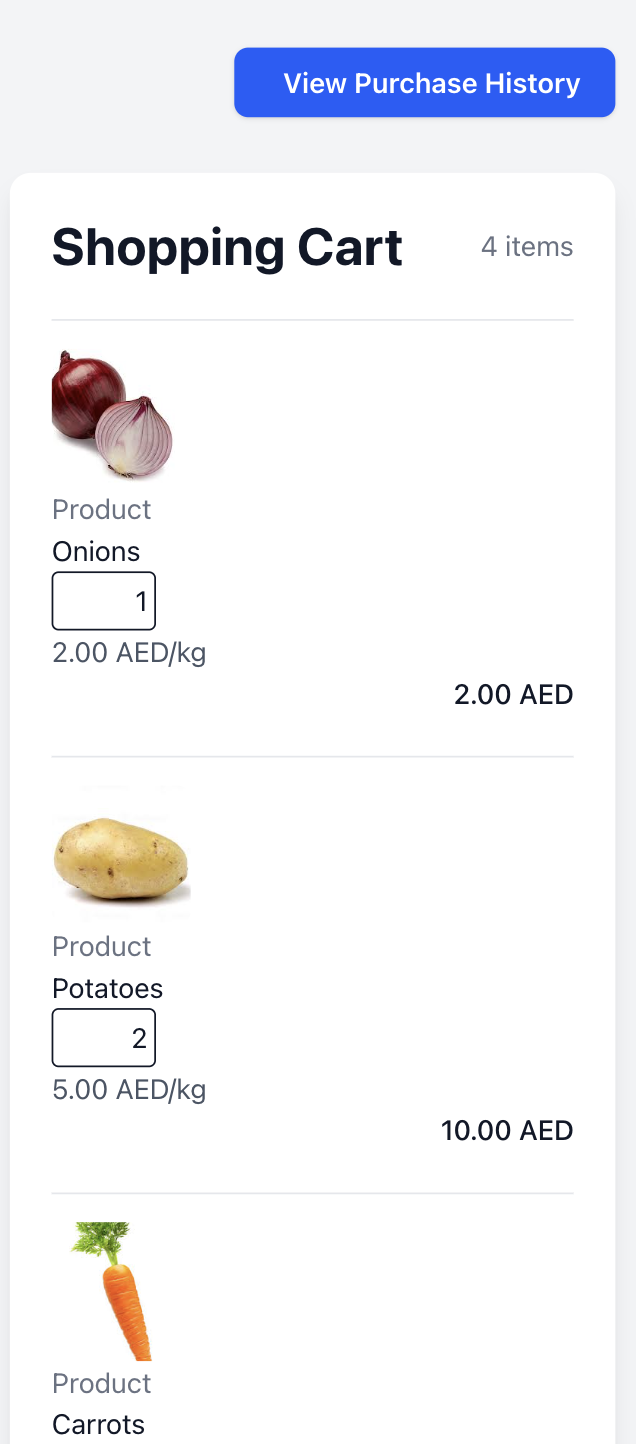 View Purchase History
Shopping Cart
4 items
Product
Onions
1
2.00 AED/kg
2.00 AED
Product
Potatoes
2
5.00 AED/kg
10.00 AED
Product
Carrots